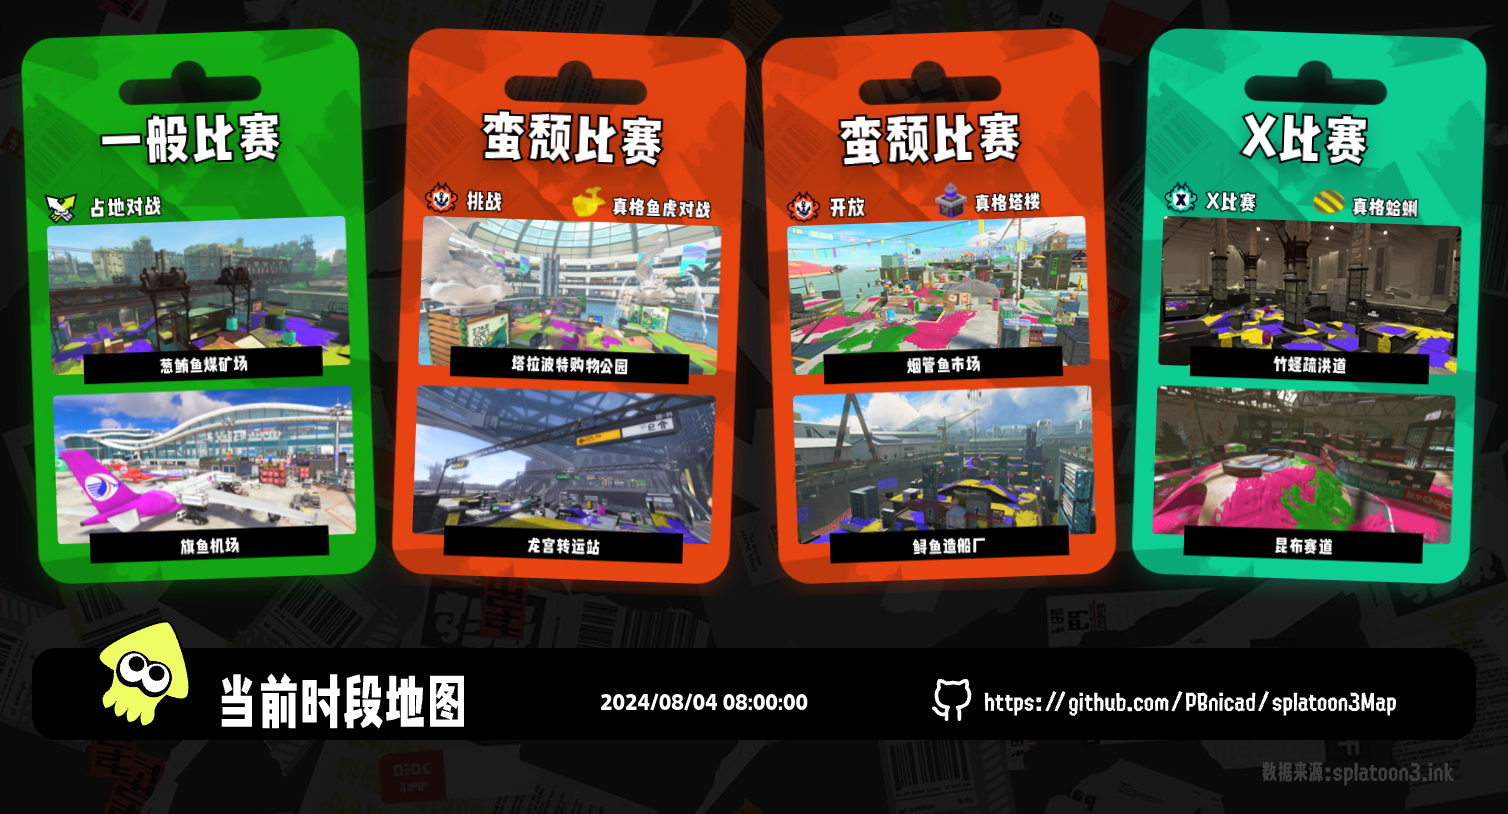 一般比赛
占地对战
葱鲔鱼煤矿场
旗鱼机场
蛮颓比赛
挑战
真格鱼虎对战
塔拉波特购物公园
龙宫转运站
蛮颓比赛
开放
真格塔楼
烟管鱼市场
鲟鱼造船厂
X比赛
X比赛
真格蛤蜊
竹蛏疏洪道
昆布赛道
当前时段地图
2024/08/04 08:00:00
https://github.com/PBnicad/splatoon3Map
数据来源:splatoon3.ink